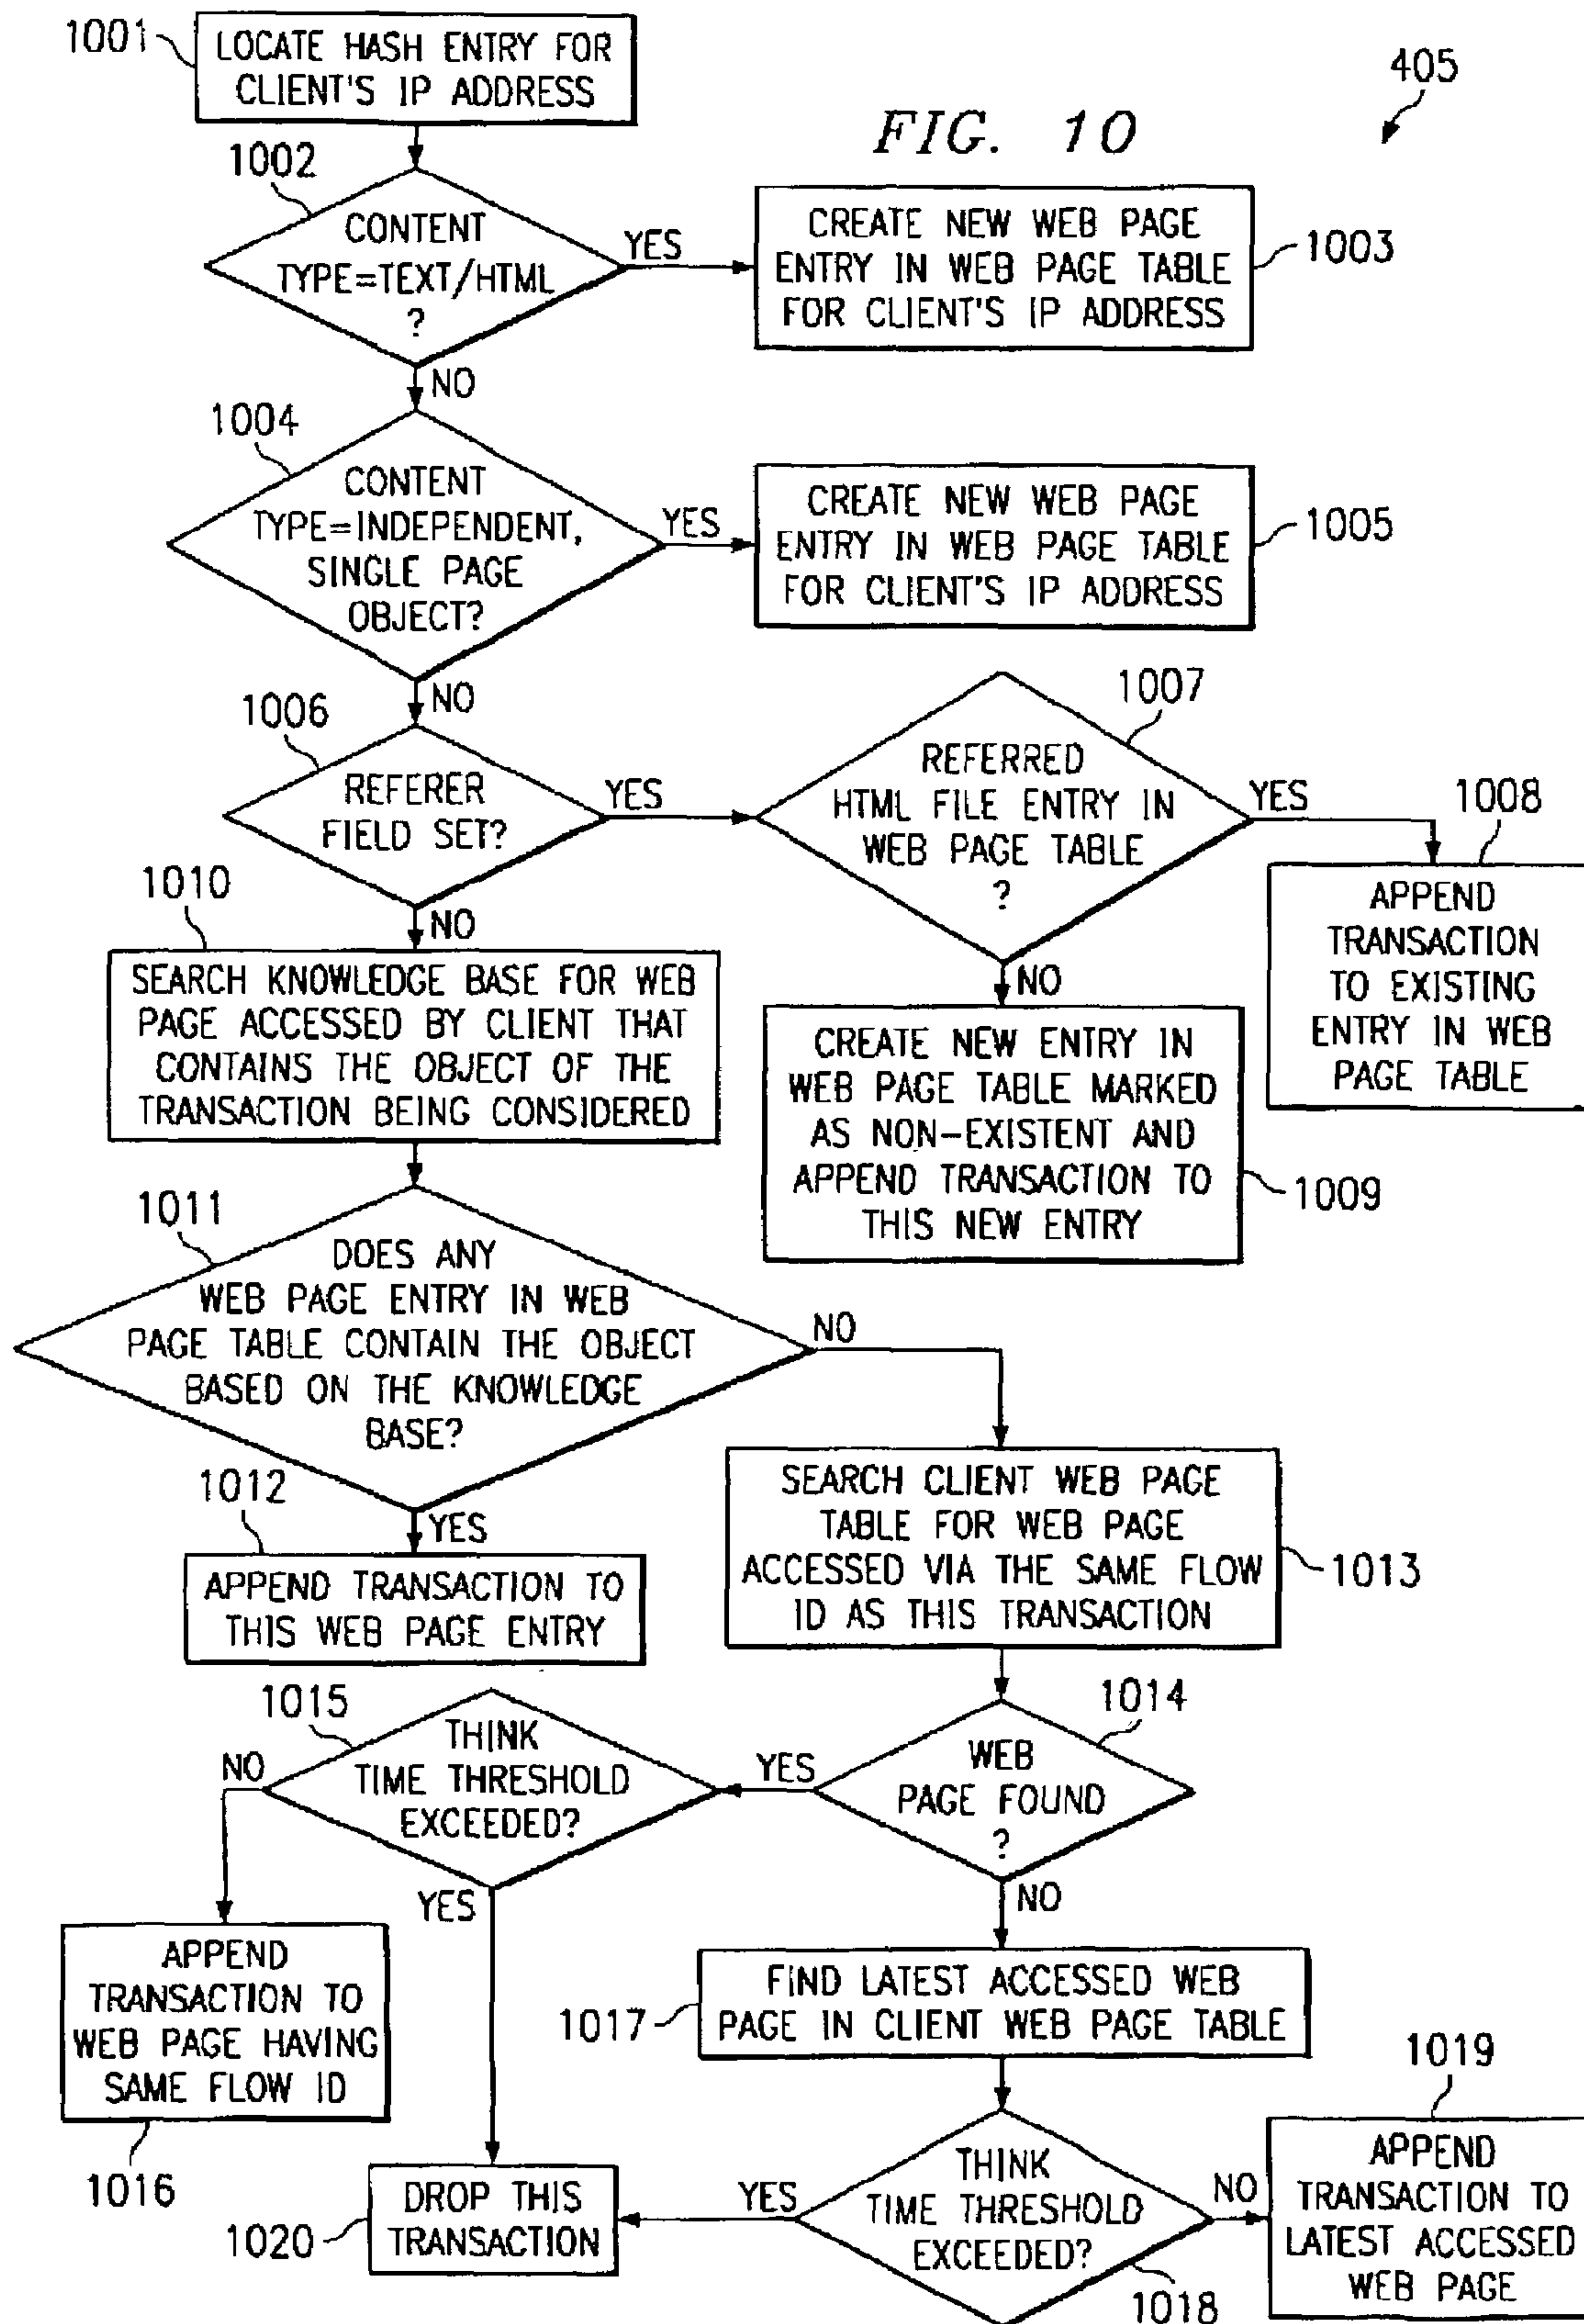 1001
LOCATE HASH ENTRY FOR
CLIENT'S IP ADDRESS
405
FIG. 10
1002
CONTENT
TYPE=TEXT/HTML
?
YES
CREATE NEW WEB PAGE
ENTRY IN WEB PAGE TABLE
FOR CLIENT'S IP ADDRESS
1003
NO
1004
CONTENT
TYPE=INDEPENDENT,
SINGLE PAGE
OBJECT?
YES
CREATE NEW WEB PAGE
ENTRY IN WEB PAGE TABLE
FOR CLIENT'S IP ADDRESS
1005
NO
1006
REFERER
FIELD SET?
YES
1007
REFERRED
HTML FILE ENTRY IN
WEB PAGE TABLE
?
YES
1008
APPEND
TRANSACTION
TO EXISTING
ENTRY IN WEB
PAGE TABLE
NO
CREATE NEW ENTRY IN
WEB PAGE TABLE MARKED
AS NON-EXISTENT AND
APPEND TRANSACTION TO
THIS NEW ENTRY
1009
NO
1010
SEARCH KNOWLEDGE BASE FOR WEB
PAGE ACCESSED BY CLIENT THAT
CONTAINS THE OBJECT OF THE
TRANSACTION BEING CONSIDERED
1011
DOES ANY
WEB PAGE ENTRY IN WEB
PAGE TABLE CONTAIN THE OBJECT
BASED ON THE KNOWLEDGE
BASE?
NO
YES
1012
APPEND TRANSACTION TO
THIS WEB PAGE ENTRY
SEARCH CLIENT WEB PAGE
TABLE FOR WEB PAGE
ACCESSED VIA THE SAME FLOW
ID AS THIS TRANSACTION
1013
1014
WEB
PAGE FOUND
?
YES
1015
THINK
TIME THRESHOLD
EXCEEDED?
NO
YES
NO
APPEND
TRANSACTION TO
WEB PAGE HAVING
SAME FLOW ID
1016
FIND LATEST ACCESSED WEB
PAGE IN CLIENT WEB PAGE TABLE
1017
THINK
TIME THRESHOLD
EXCEEDED?
1018
YES
NO
1019
APPEND
TRANSACTION TO
LATEST ACCESSED
WEB PAGE
DROP THIS
TRANSACTION
1020